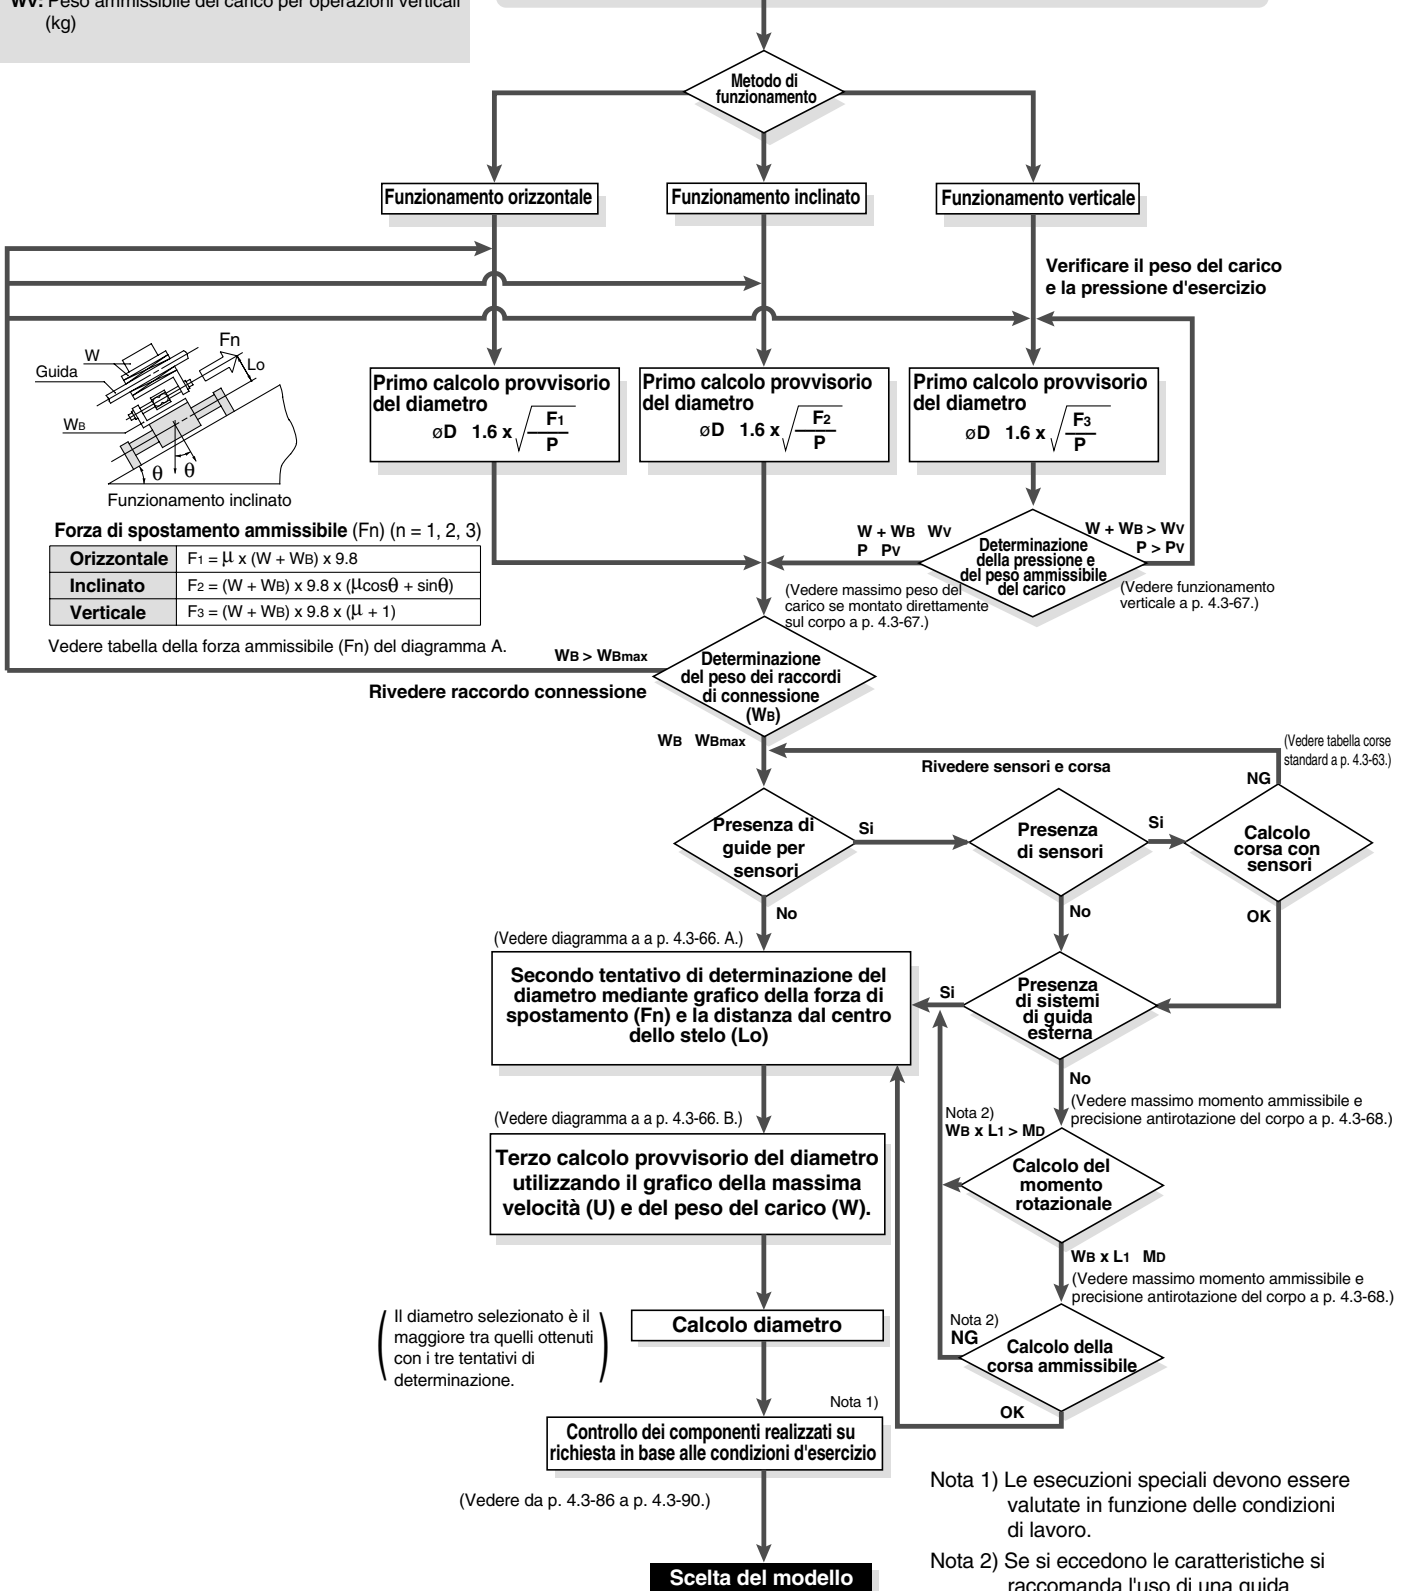 WV: Peso ammissibile del carico per operazioni verticali
(kg)
Metodo di
funzionamento
Funzionamento orizzontale
Funzionamento inclinato
Funzionamento verticale
Verificare il peso del carico
e la pressione d'esercizio
W
Guida
WB
Fn
Lo
θ
θ
Funzionamento inclinato
Primo calcolo provvisorio
del diametro
øD 1.6 x √F1/P
Primo calcolo provvisorio
del diametro
øD 1.6 x √F2/P
Primo calcolo provvisorio
del diametro
øD 1.6 x √F3/P
Forza di spostamento ammissibile (Fn) (n = 1, 2, 3)
Orizzontale F1 = μ x (W + WB) x 9.8
Inclinato F2 = (W + WB) x 9.8 x (μcosθ + sinθ)
Verticale F3 = (W + WB) x 9.8 x (μ + 1)
Vedere tabella della forza ammissibile (Fn) del diagramma A.
W + WB WV
P PV
Determinazione
della pressione e
del peso ammissibile
del carico
W + WB > WV
P > PV
(Vedere massimo peso del
carico se montato direttamente
sul corpo a p. 4.3-67.)
(Vedere funzionamento
verticale a p. 4.3-67.)
WB > WBmax
Rivedere raccordo connessione
Determinazione
del peso dei raccordi
di connessione
(WB)
WB WBmax
Rivedere sensori e corsa
(Vedere tabella corse
standard a p. 4.3-63.)
NG
Presenza di
guide per
sensori
Si
Presenza
di sensori
Si
Calcolo
corsa con
sensori
No
No
OK
(Vedere diagramma a a p. 4.3-66. A.)
Secondo tentativo di determinazione del
diametro mediante grafico della forza di
spostamento (Fn) e la distanza dal centro
dello stelo (Lo)
Si
Presenza
di sistemi
di guida
esterna
No
(Vedere massimo momento ammissibile e
precisione antirotazione del corpo a p. 4.3-68.)
Nota 2)
WB x L1 > MD
(Vedere diagramma a a p. 4.3-66. B.)
Terzo calcolo provvisorio del diametro
utilizzando il grafico della massima
velocità (U) e del peso del carico (W).
Calcolo del
momento
rotazionale
WB x L1 MD
(Vedere massimo momento ammissibile e
precisione antirotazione del corpo a p. 4.3-68.)
Il diametro selezionato è il
maggiore tra quelli ottenuti
con i tre tentativi di
determinazione.
Calcolo diametro
Nota 2)
NG
Calcolo della
corsa ammissibile
OK
Nota 1)
Controllo dei componenti realizzati su
richiesta in base alle condizioni d'esercizio
(Vedere da p. 4.3-86 a p. 4.3-90.)
Scelta del modello
Nota 1) Le esecuzioni speciali devono essere
valutate in funzione delle condizioni
di lavoro.
Nota 2) Se si eccedono le caratteristiche si
raccomanda l'uso di una guida